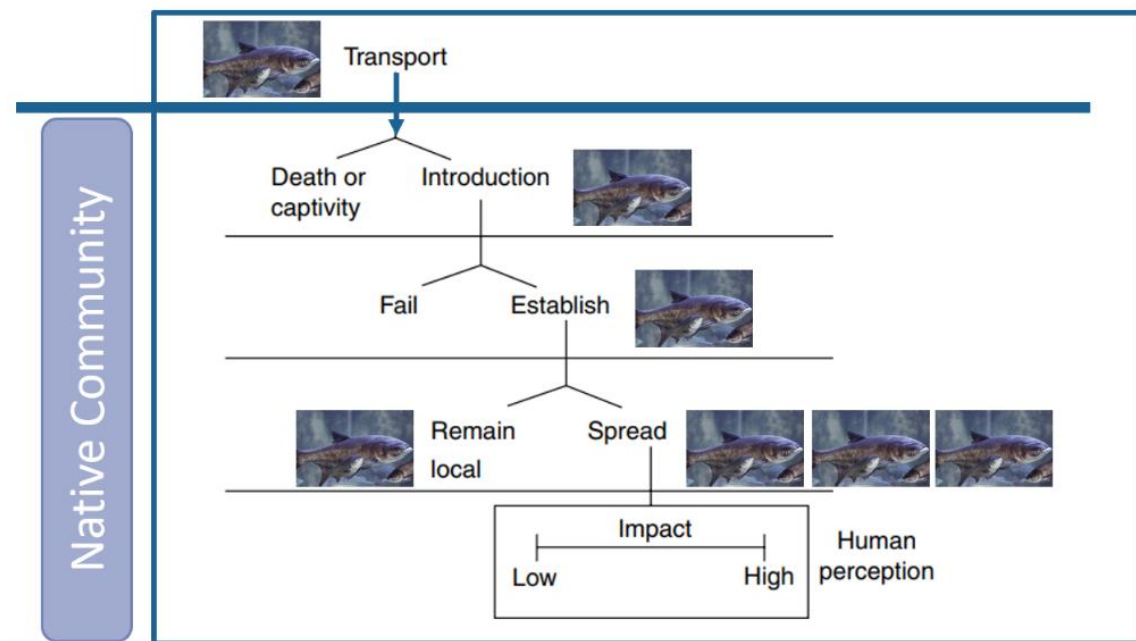 Transport
Native Community
Death or
captivity
Introduction
Fail
Establish
Remain
local
Spread
Impact
Low
High
Human
perception